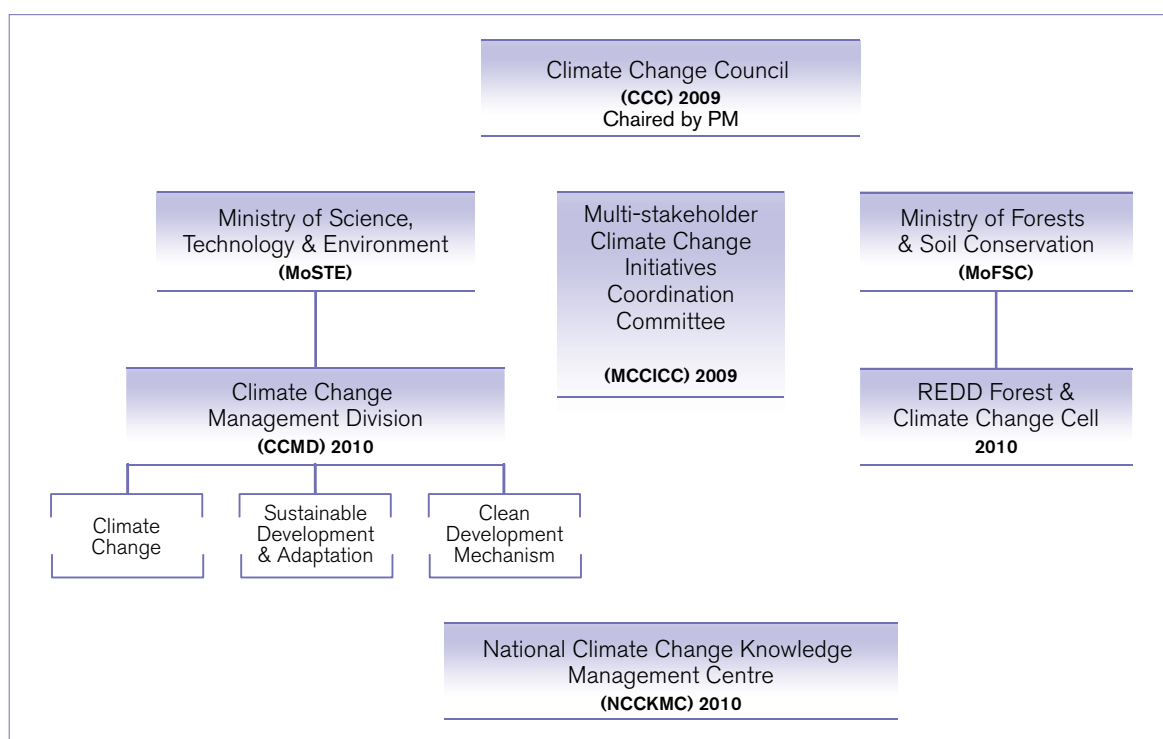 Climate Change Council
(CCC) 2009
Chaired by PM
Ministry of Science,
Technology & Environment
(MoSTE)
Multi-stakeholder
Climate Change
Initiatives
Coordination
Committee
(MCCICC) 2009
Ministry of Forests
& Soil Conservation
(MoFSC)
Climate Change
Management Division
(CCMD) 2010
REDD Forest &
Climate Change Cell
2010
Climate
Change
Sustainable
Development
& Adaptation
Clean
Development
Mechanism
National Climate Change Knowledge
Management Centre
(NCCKMC) 2010